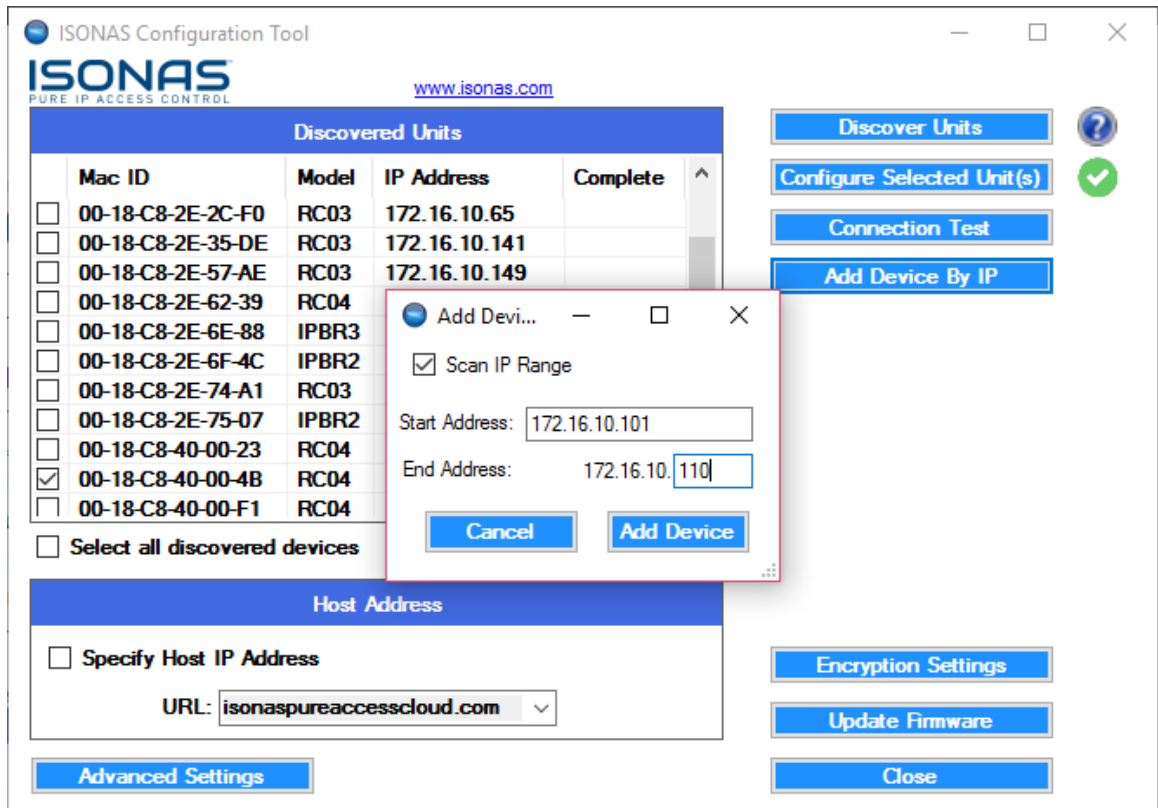 ISONAS Configuration Tool
ISONAS
PURE IP ACCESS CONTROL
www.isonas.com
Discovered Units
Mac ID Model IP Address Complete
00-18-C8-2E-2C-F0 RC03 172.16.10.65
00-18-C8-2E-35-DE RC03 172.16.10.141
00-18-C8-2E-57-AE RC03 172.16.10.149
00-18-C8-2E-62-39 RC04
00-18-C8-2E-6E-88 IPBR3
00-18-C8-2E-6F-4C IPBR2
00-18-C8-2E-74-A1 RC03
00-18-C8-2E-75-07 IPBR2
00-18-C8-40-00-23 RC04
00-18-C8-40-00-4B RC04
00-18-C8-40-00-F1 RC04
Select all discovered devices
Discover Units
?
Configure Selected Unit(s)
Connection Test
Add Device By IP
Add Devi...
Scan IP Range
Start Address: 172.16.10.101
End Address: 172.16.10. 110
Cancel Add Device
Host Address
Specify Host IP Address
URL: isonaspureaccesscloud.com
Encryption Settings
Update Firmware
Advanced Settings
Close